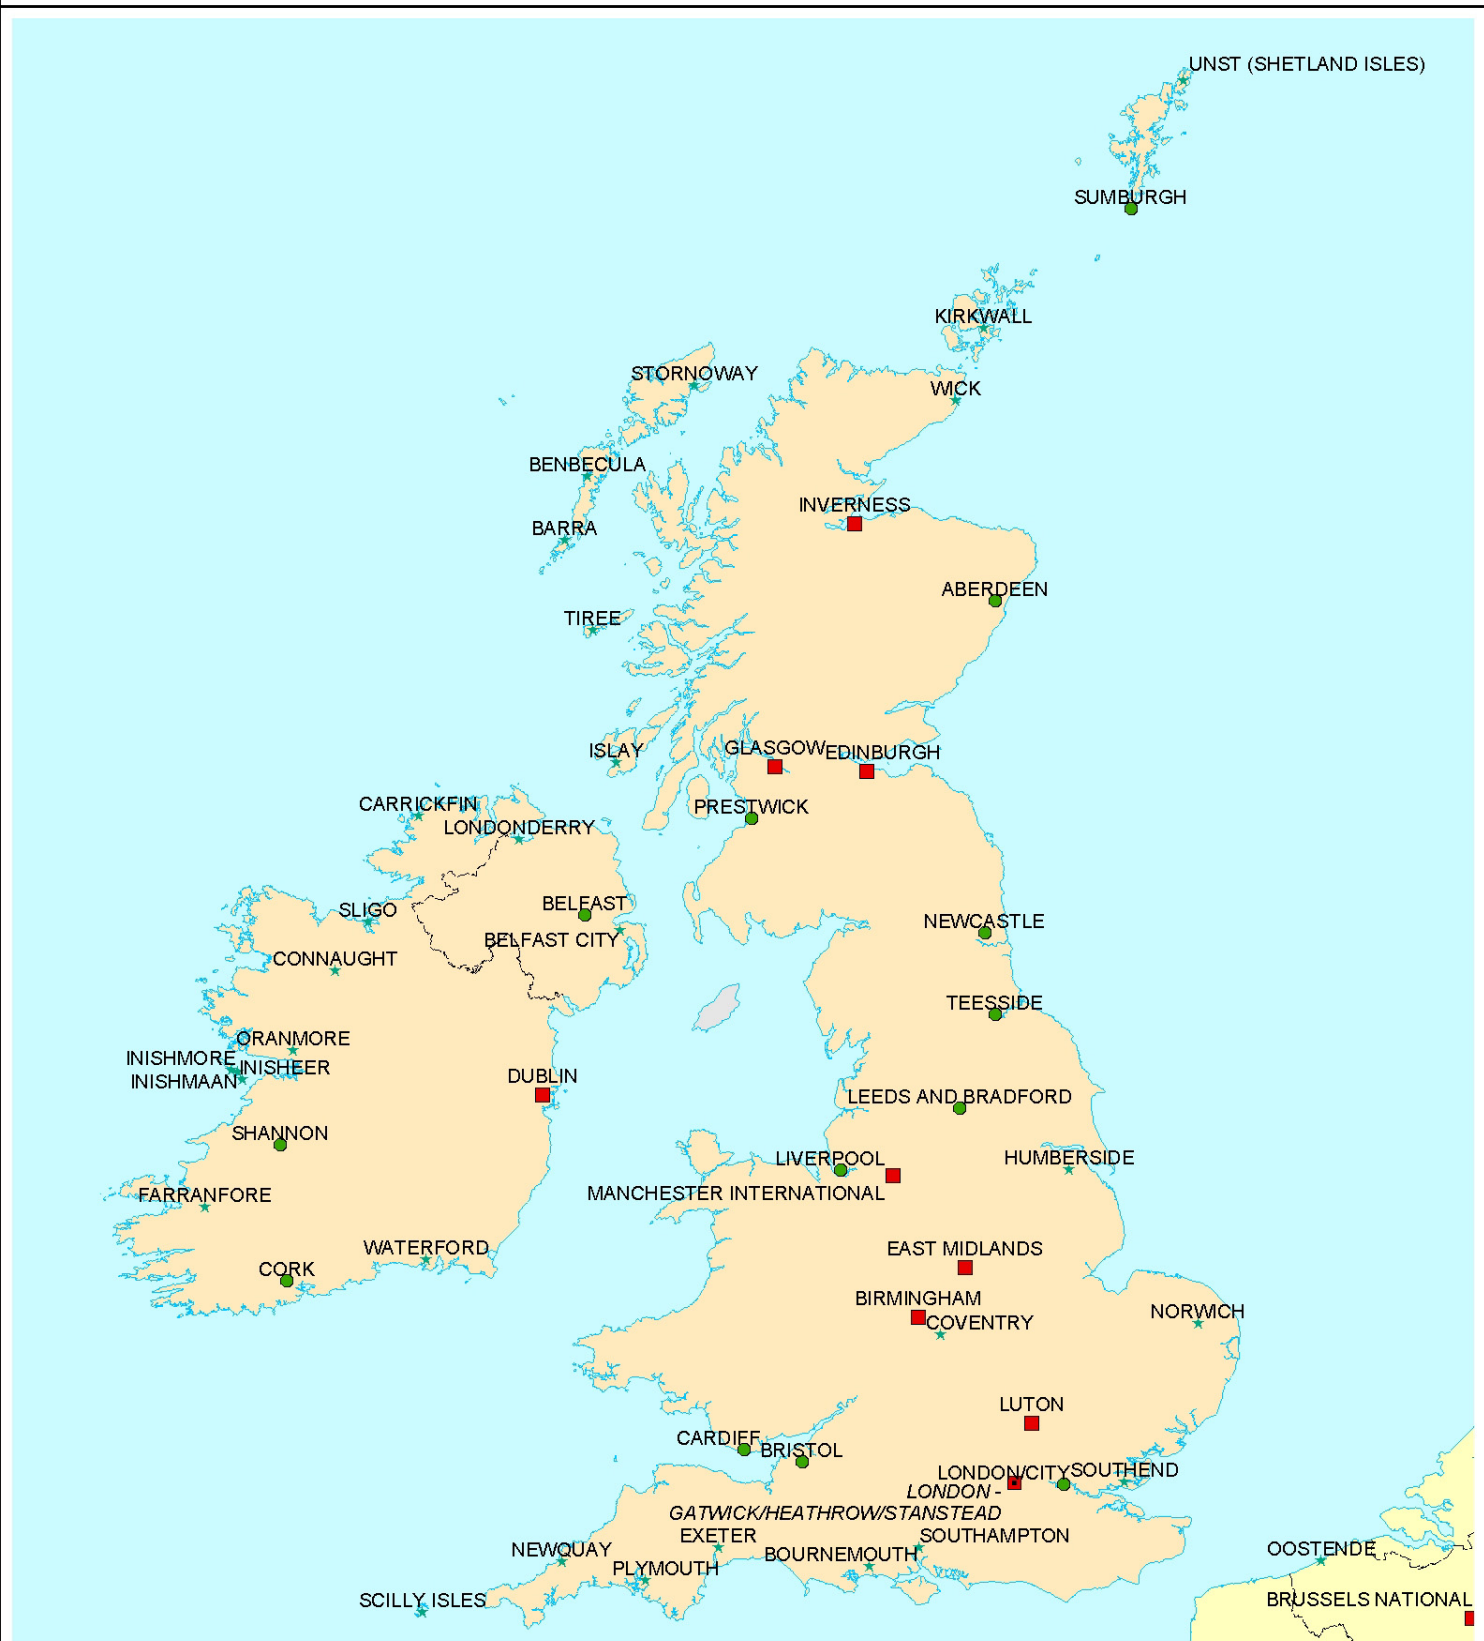 UNST (SHETLAND ISLES)
SUMBURGH
KIRKWALL
STORNOWAY
WICK
BENBECULA
INVERNESS
BARRA
ABERDEEN
TIREE
ISLAY
GLASGOW
EDINBURGH
CARRICKFIN
PRESTWICK
LONDONDERRY
BELFAST
SLIGO
NEWCASTLE
BELFAST CITY
CONNAUGHT
TEESSIDE
ORANMORE
INISHMORE
INISHEER
INISHMAAN
DUBLIN
LEEDS AND BRADFORD
SHANNON
LIVERPOOL
HUMBERSIDE
MANCHESTER INTERNATIONAL
FARRANFORE
WATERFORD
EAST MIDLANDS
CORK
BIRMINGHAM
NORWICH
COVENTRY
LUTON
CARDIFF
BRISTOL
LONDON/CITY
SOUTHEND
LONDON -
GATWICK/HEATHROW/STANSTEAD
EXETER
SOUTHAMPTON
NEWQUAY
BOURNEMOUTH
OOSTENDE
PLYMOUTH
SCILLY ISLES
BRUSSELS NATIONAL